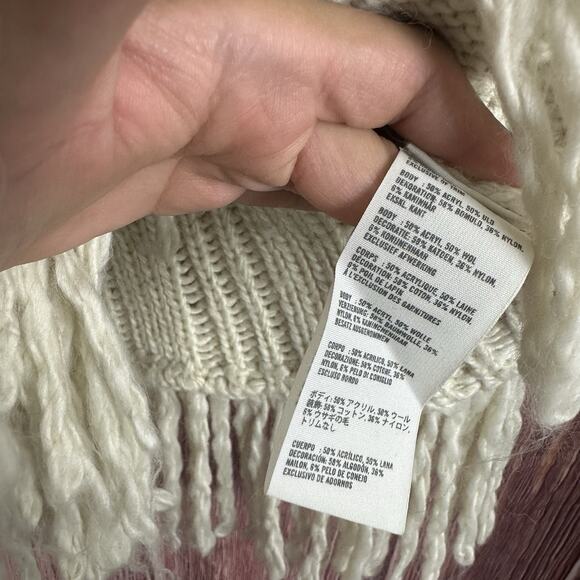 EXCLUSIVE OF TRIM
BODY : 50% ACRYL, 50% ULD
DEKORATION: 58% BOMULD, 36% NYLON,
6% KANINHÅR
EKSKL. KANT
BODY : 50% ACRYL, 50% WOL
DECORATIE: 58% KATOEN, 36% NYLON,
6% KONIJNENHAAR
EXCLUSIEF AFWERKING
CORPS : 50% ACRYLIQUE, 50% LAINE
DÉCORATION: 58% COTON, 36% NYLON,
6% POIL DE LAPIN
À L'EXCLUSION DES GARNITURES
BODY : 50% ACRYL, 50% WOLLE
VERZIERUNG: 58% BAUMWOLLE, 36%
NYLON, 6% KANINCHENHAAR
BESATZ AUSGENOMMEN
CORPO : 50% ACRILICO, 50% LANA
DECORAZIONE: 58% COTONE, 36%
NYLON, 6% PELO DI CONIGLIO
ESCLUSO BORDO
ボディ: 50% アクリル, 50% ウール
装飾: 58% コットン, 36% ナイロン,
6% ウサギの毛
トリムなし
CUERPO : 50% ACRÍLICO, 50% LANA
DECORACIÓN: 58% ALGODÓN, 36%
NAILON, 6% PELO DE CONEJO
EXCLUSIVO DE ADORNOS